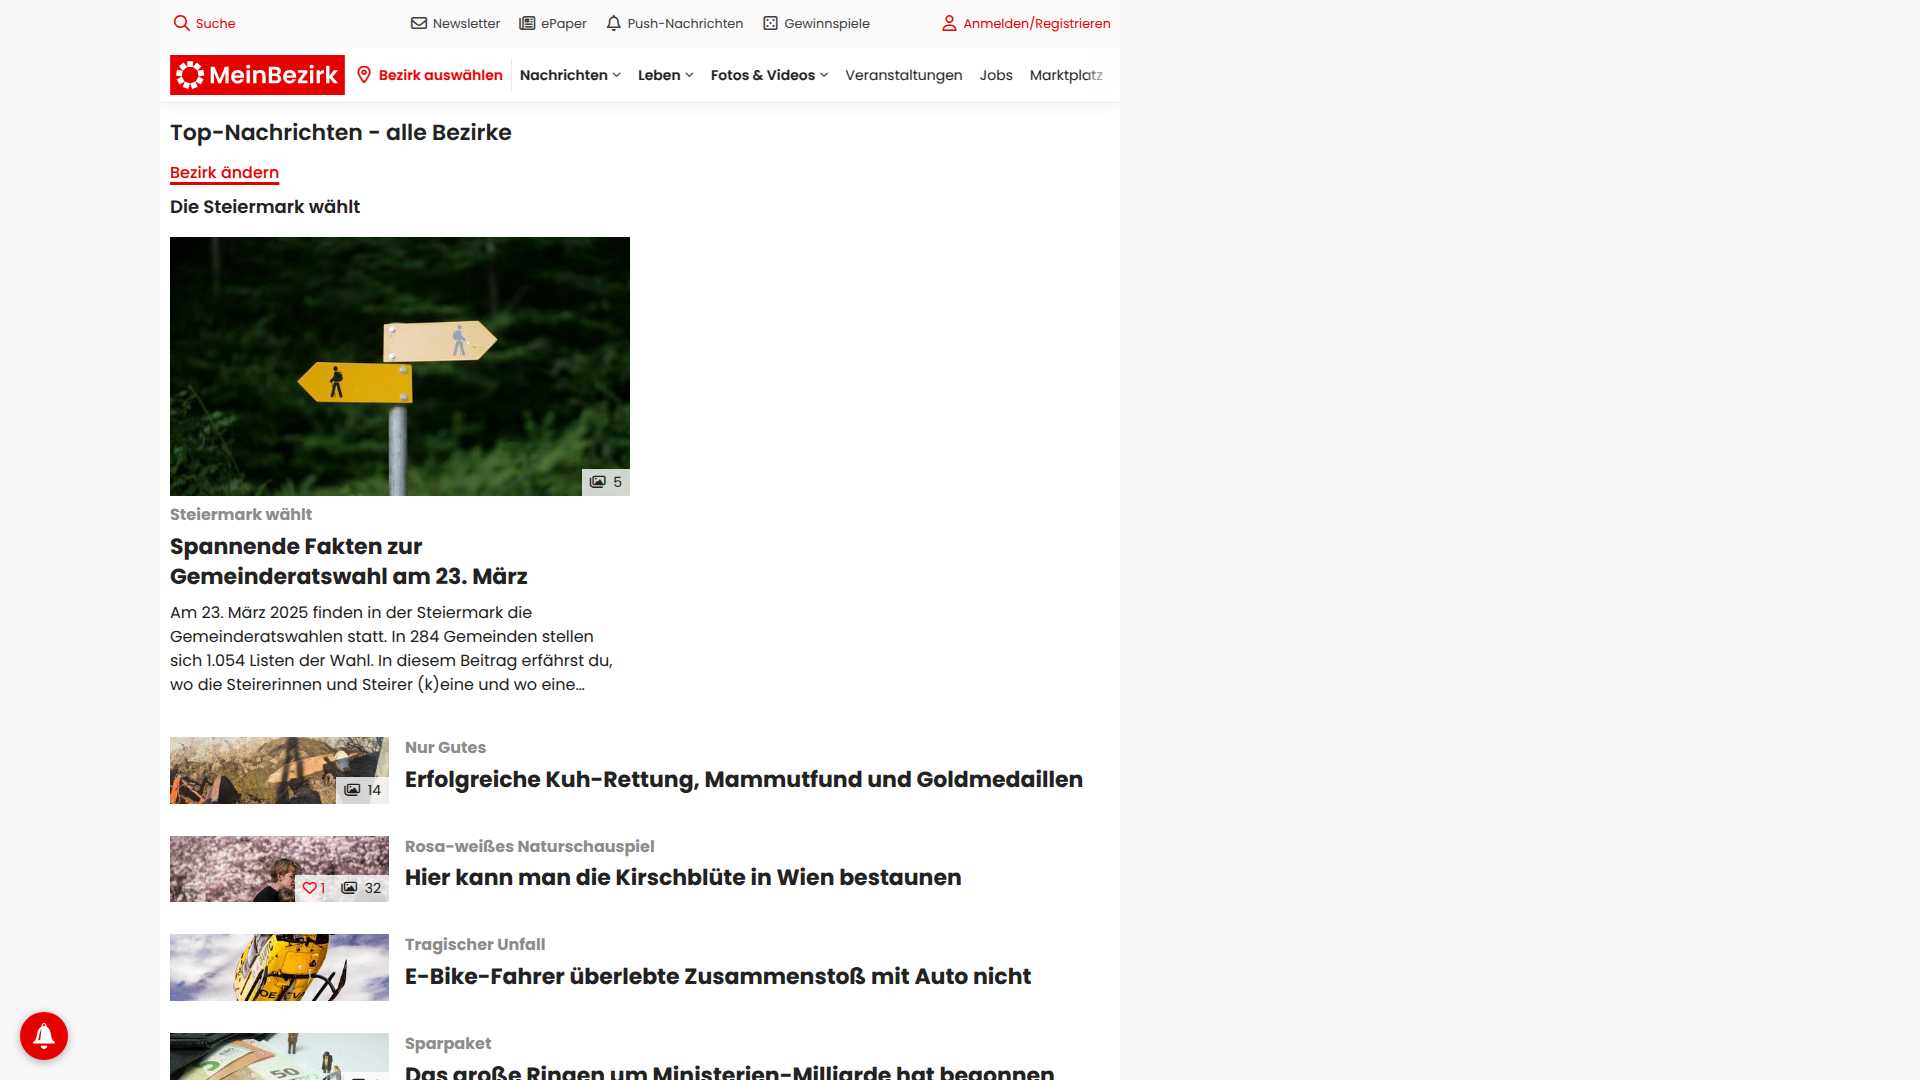 Suche
Newsletter
ePaper
Push-Nachrichten
Gewinnspiele
Anmelden/Registrieren
MeinBezirk
Bezirk auswählen
Nachrichten
Leben
Fotos & Videos
Veranstaltungen
Jobs
Marktplatz
Top-Nachrichten - alle Bezirke
Bezirk ändern
Die Steiermark wählt
5
Steiermark wählt
Spannende Fakten zur
Gemeinderatswahl am 23. März
Am 23. März 2025 finden in der Steiermark die
Gemeinderatswahlen statt. In 284 Gemeinden stellen
sich 1.054 Listen der Wahl. In diesem Beitrag erfährst du,
wo die Steirerinnen und Steirer (k)eine und wo eine...
14
Nur Gutes
Erfolgreiche Kuh-Rettung, Mammutfund und Goldmedaillen
1
32
Rosa-weißes Naturschauspiel
Hier kann man die Kirschblüte in Wien bestaunen
Tragischer Unfall
E-Bike-Fahrer überlebte Zusammenstoß mit Auto nicht
50
Sparpaket
Das große Ringen um Ministerien-Milliarde hat begonnen